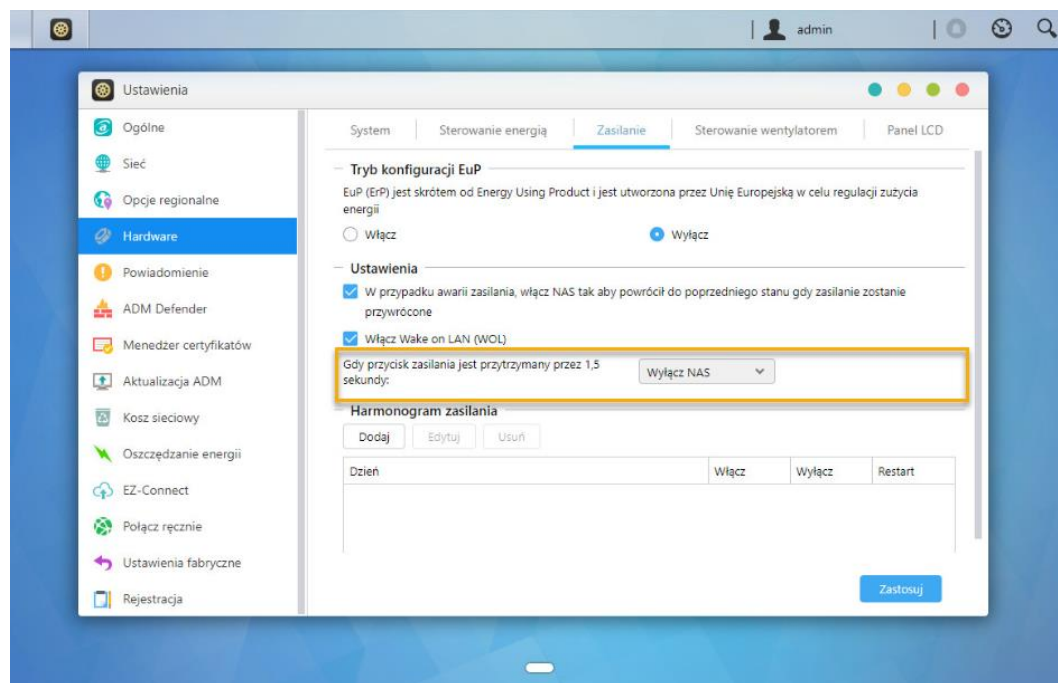 admin
Ustawienia
Ogólne
Sieć
Opcje regionalne
Hardware
Powiadomienie
ADM Defender
Menedżer certyfikatów
Aktualizacja ADM
Kosz sieciowy
Oszczędzanie energii
EZ-Connect
Połącz ręcznie
Ustawienia fabryczne
Rejestracja
System Sterowanie energią Zasilanie Sterowanie wentylatorem Panel LCD
Tryb konfiguracji EuP
EuP (ErP) jest skrótem od Energy Using Product i jest utworzona przez Unię Europejską w celu regulacji zużycia
energii
Włącz Wyłącz
Ustawienia
W przypadku awarii zasilania, włącz NAS tak aby powrócił do poprzedniego stanu gdy zasilanie zostanie
przywrócone
Włącz Wake on LAN (WOL)
Gdy przycisk zasilania jest przytrzymany przez 1,5
sekundy:
Wyłącz NAS
Harmonogram zasilania
Dodaj Edytuj Usuń
Dzień Włącz Wyłącz Restart
Zastosuj